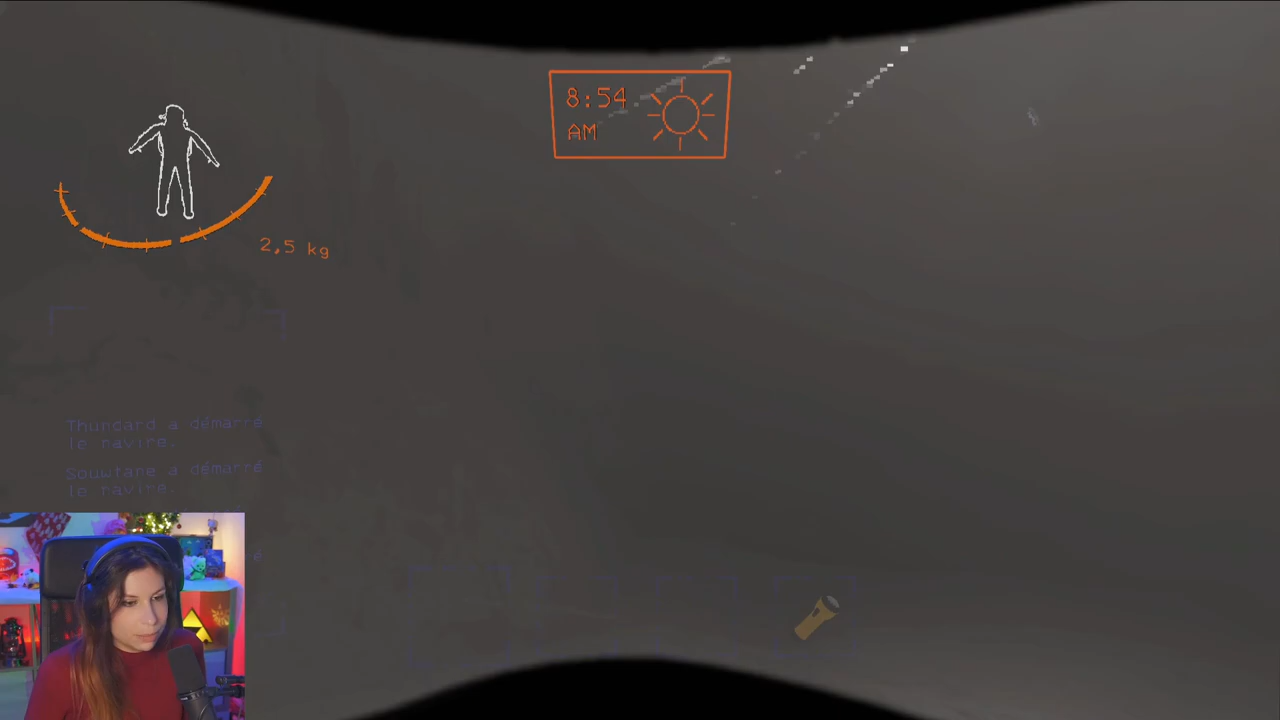 8:54
AM
2,5 kg
Thundard a démarré
le navire.
Souwtane a démarré
le navire.
é